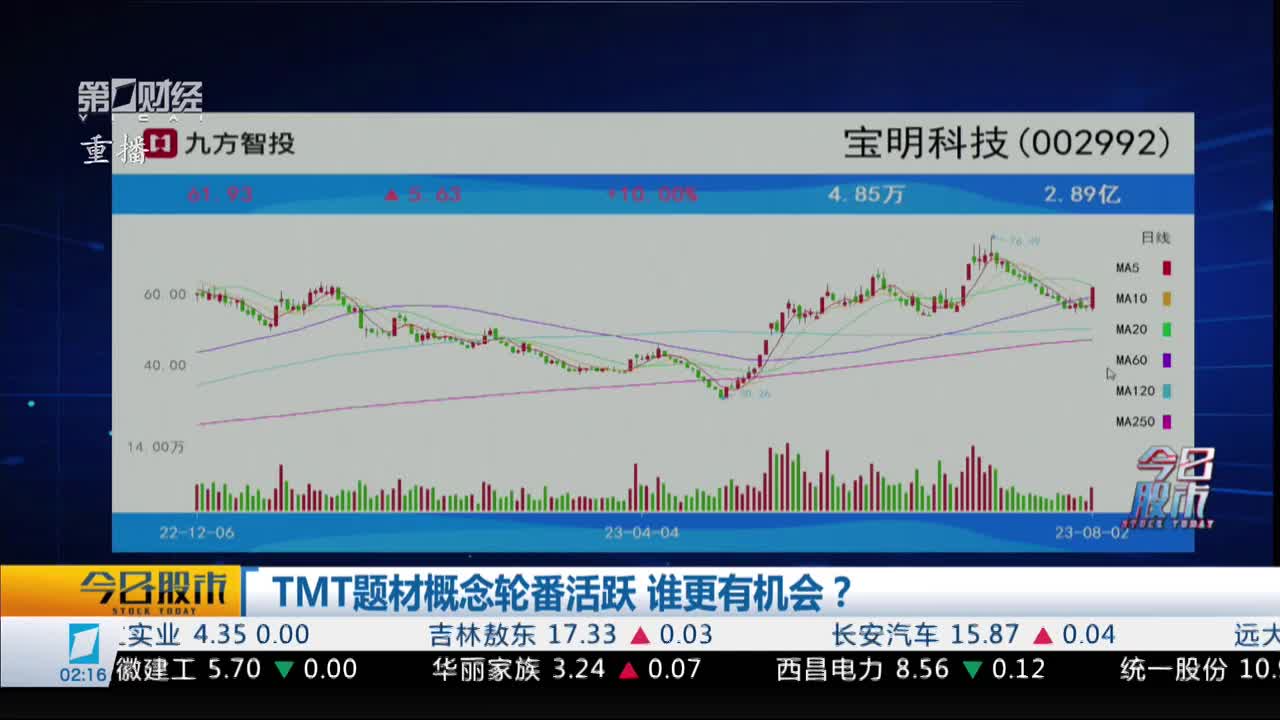 第一财经
YICAI
重播
九方智投
宝明科技(002992)
61.93 ▲ 5.63 +10.00% 4.85万 2.89亿
日线
76.49
MA5
60.00
MA10
MA20
40.00
MA60
30.26
MA120
MA250
14.00万
22-12-06 23-04-04 23-08-02
今日股市
STOCK TODAY
今日股市
STOCK TODAY
TMT题材概念轮番活跃 谁更有机会？
实业 4.35 0.00 吉林敖东 17.33 ▲ 0.03 长安汽车 15.87 ▲ 0.04 远大
02:16
徽建工 5.70 ▼ 0.00 华丽家族 3.24 ▲ 0.07 西昌电力 8.56 ▼ 0.12 统一股份 10.9